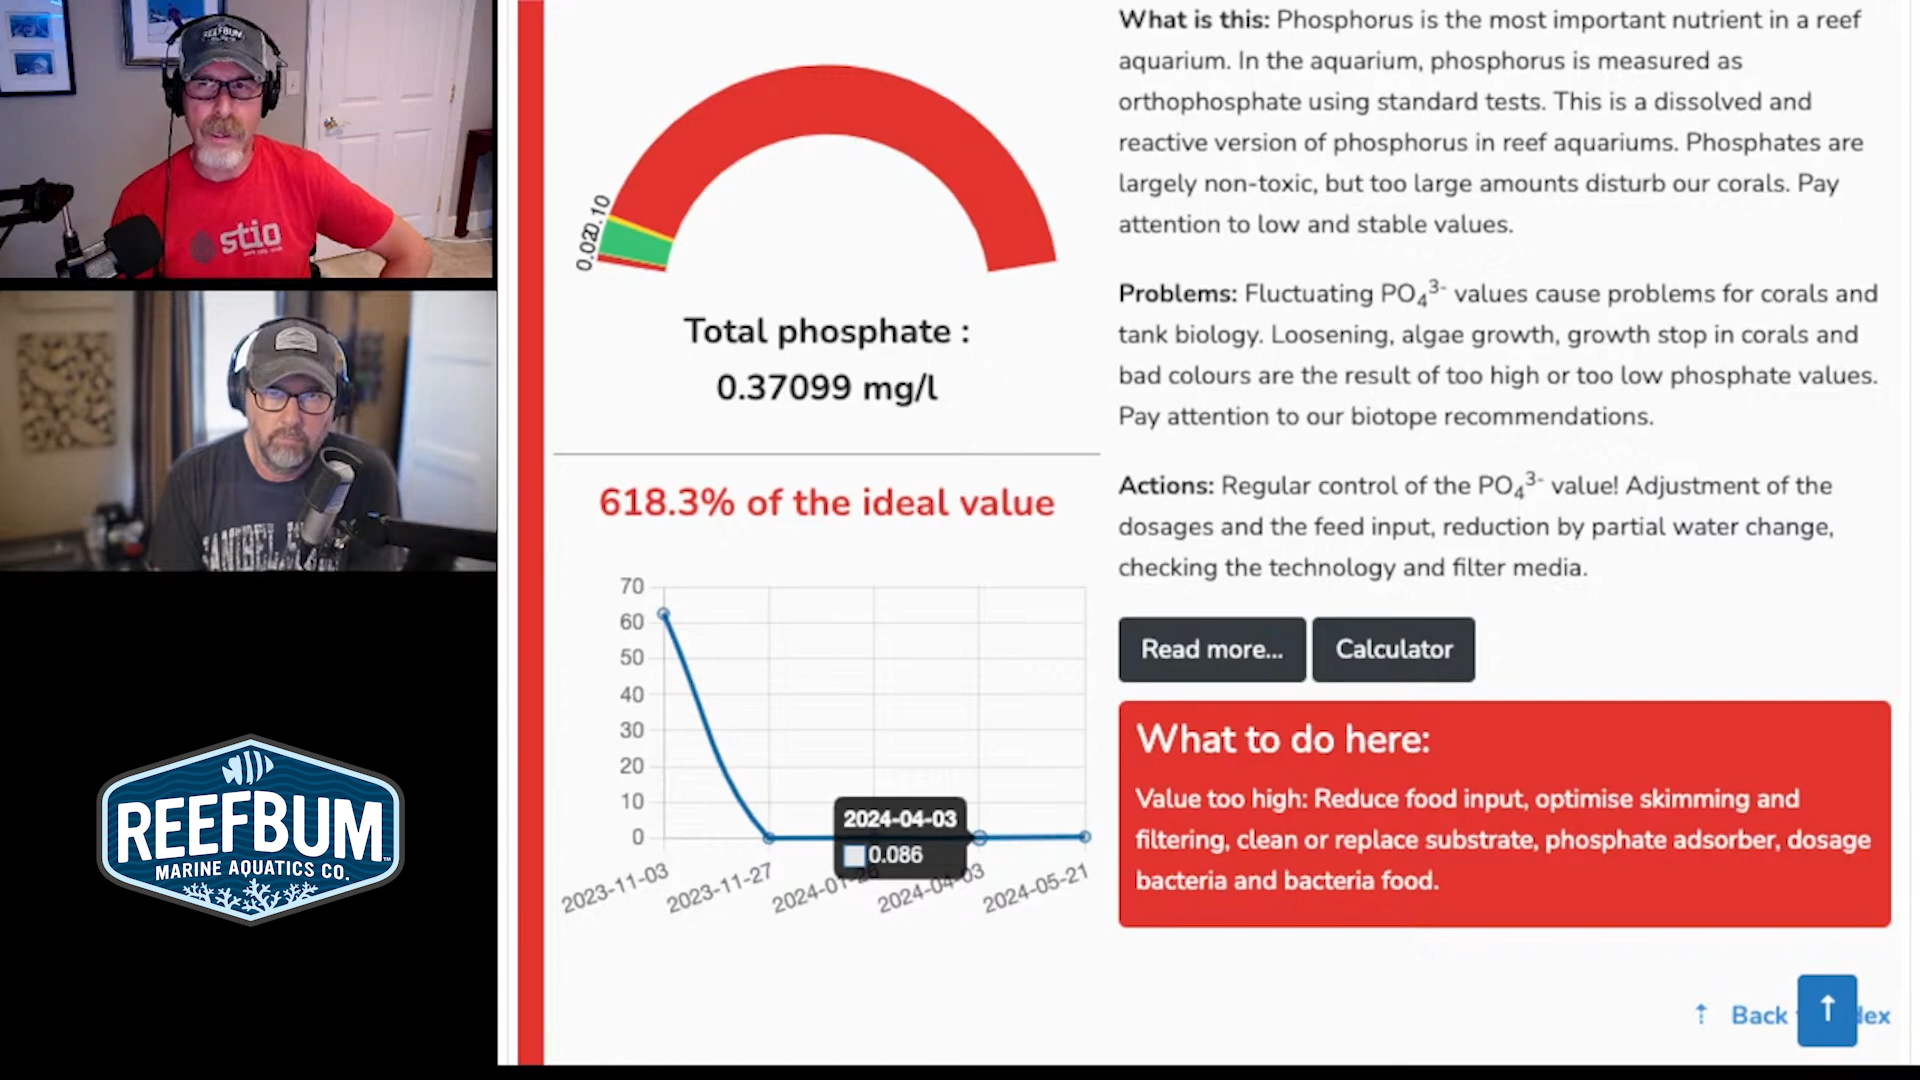 REEFBUM
stio
REEFBUM
MARINE AQUATICS CO.
0.10
Total phosphate :
0.37099 mg/l
618.3% of the ideal value
70
60
50
40
30
20
10
0
2024-04-03
0.086
2023-11-03
2023-11-27
2024-04-03
2024-05-21
What is this: Phosphorus is the most important nutrient in a reef
aquarium. In the aquarium, phosphorus is measured as
orthophosphate using standard tests. This is a dissolved and
reactive version of phosphorus in reef aquariums. Phosphates are
largely non-toxic, but too large amounts disturb our corals. Pay
attention to low and stable values.
Problems: Fluctuating PO₄³⁻ values cause problems for corals and
tank biology. Loosening, algae growth, growth stop in corals and
bad colours are the result of too high or too low phosphate values.
Pay attention to our biotope recommendations.
Actions: Regular control of the PO₄³⁻ value! Adjustment of the
dosages and the feed input, reduction by partial water change,
checking the technology and filter media.
Read more... Calculator
What to do here:
Value too high: Reduce food input, optimise skimming and
filtering, clean or replace substrate, phosphate adsorber, dosage
bacteria and bacteria food.
Back